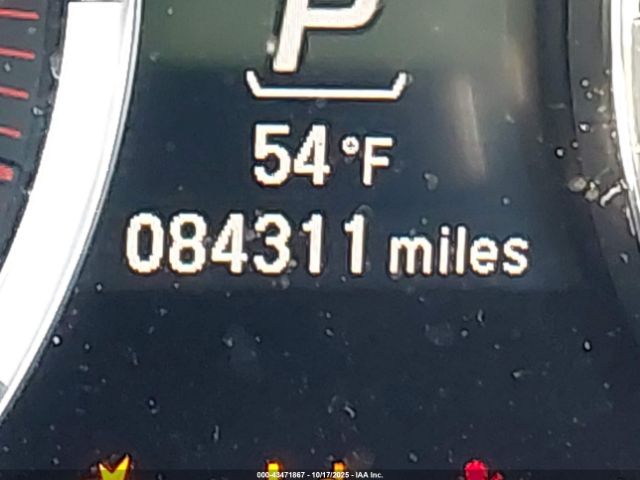 P
54 °F
084311 miles
000-43471867 - 10/17/2025 - IAA Inc.